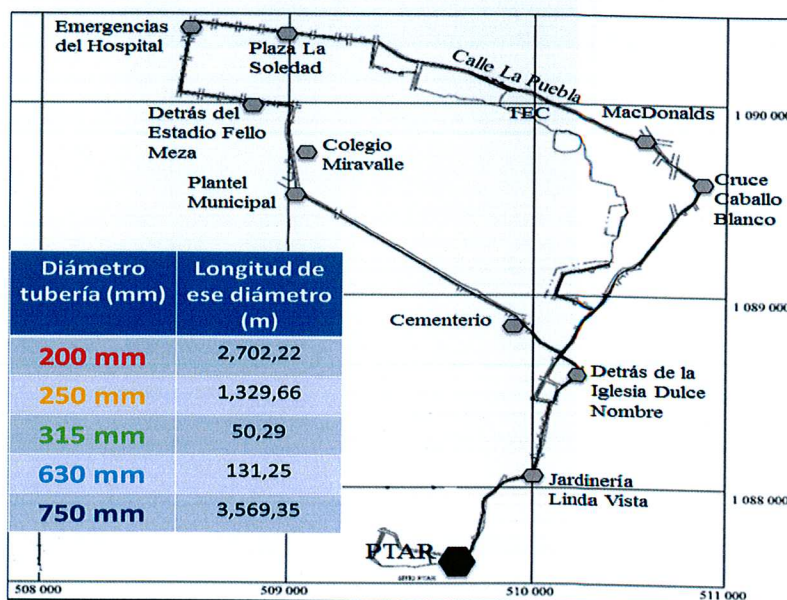 Emergencias
del Hospital
Plaza La
Soledad
Calle La Puebla
TEC
MacDonalds
1 090 000
Detrás del
Estadio Fello
Meza
Colegio
Miravalle
Plantel
Municipal
Cruce
Caballo
Blanco
Diámetro
tubería (mm)
Longitud de
ese diámetro
(m)
200 mm
2,702,22
250 mm
1,329,66
315 mm
50,29
630 mm
131,25
750 mm
3,569,35
1 089 000
Cementerio
Detrás de la
Iglesia Dulce
Nombre
Jardinería
Linda Vista
1 088 000
PTAR
508 000
509 000
510 000
511 000